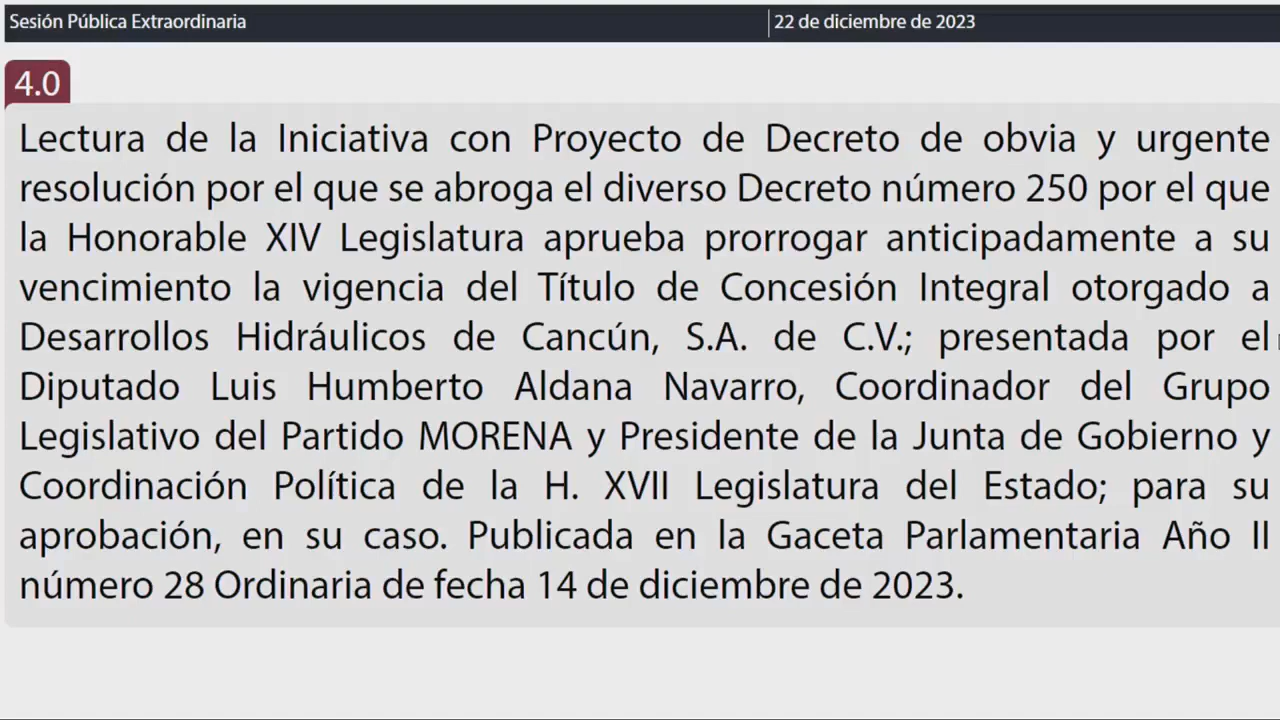 Sesión Pública Extraordinaria
22 de diciembre de 2023
4.0
Lectura de la Iniciativa con Proyecto de Decreto de obvia y urgente
resolución por el que se abroga el diverso Decreto número 250 por el que
la Honorable XIV Legislatura aprueba prorrogar anticipadamente a su
vencimiento la vigencia del Título de Concesión Integral otorgado a
Desarrollos Hidráulicos de Cancún, S.A. de C.V.; presentada por el
Diputado Luis Humberto Aldana Navarro, Coordinador del Grupo
Legislativo del Partido MORENA y Presidente de la Junta de Gobierno y
Coordinación Política de la H. XVII Legislatura del Estado; para su
aprobación, en su caso. Publicada en la Gaceta Parlamentaria Año II
número 28 Ordinaria de fecha 14 de diciembre de 2023.